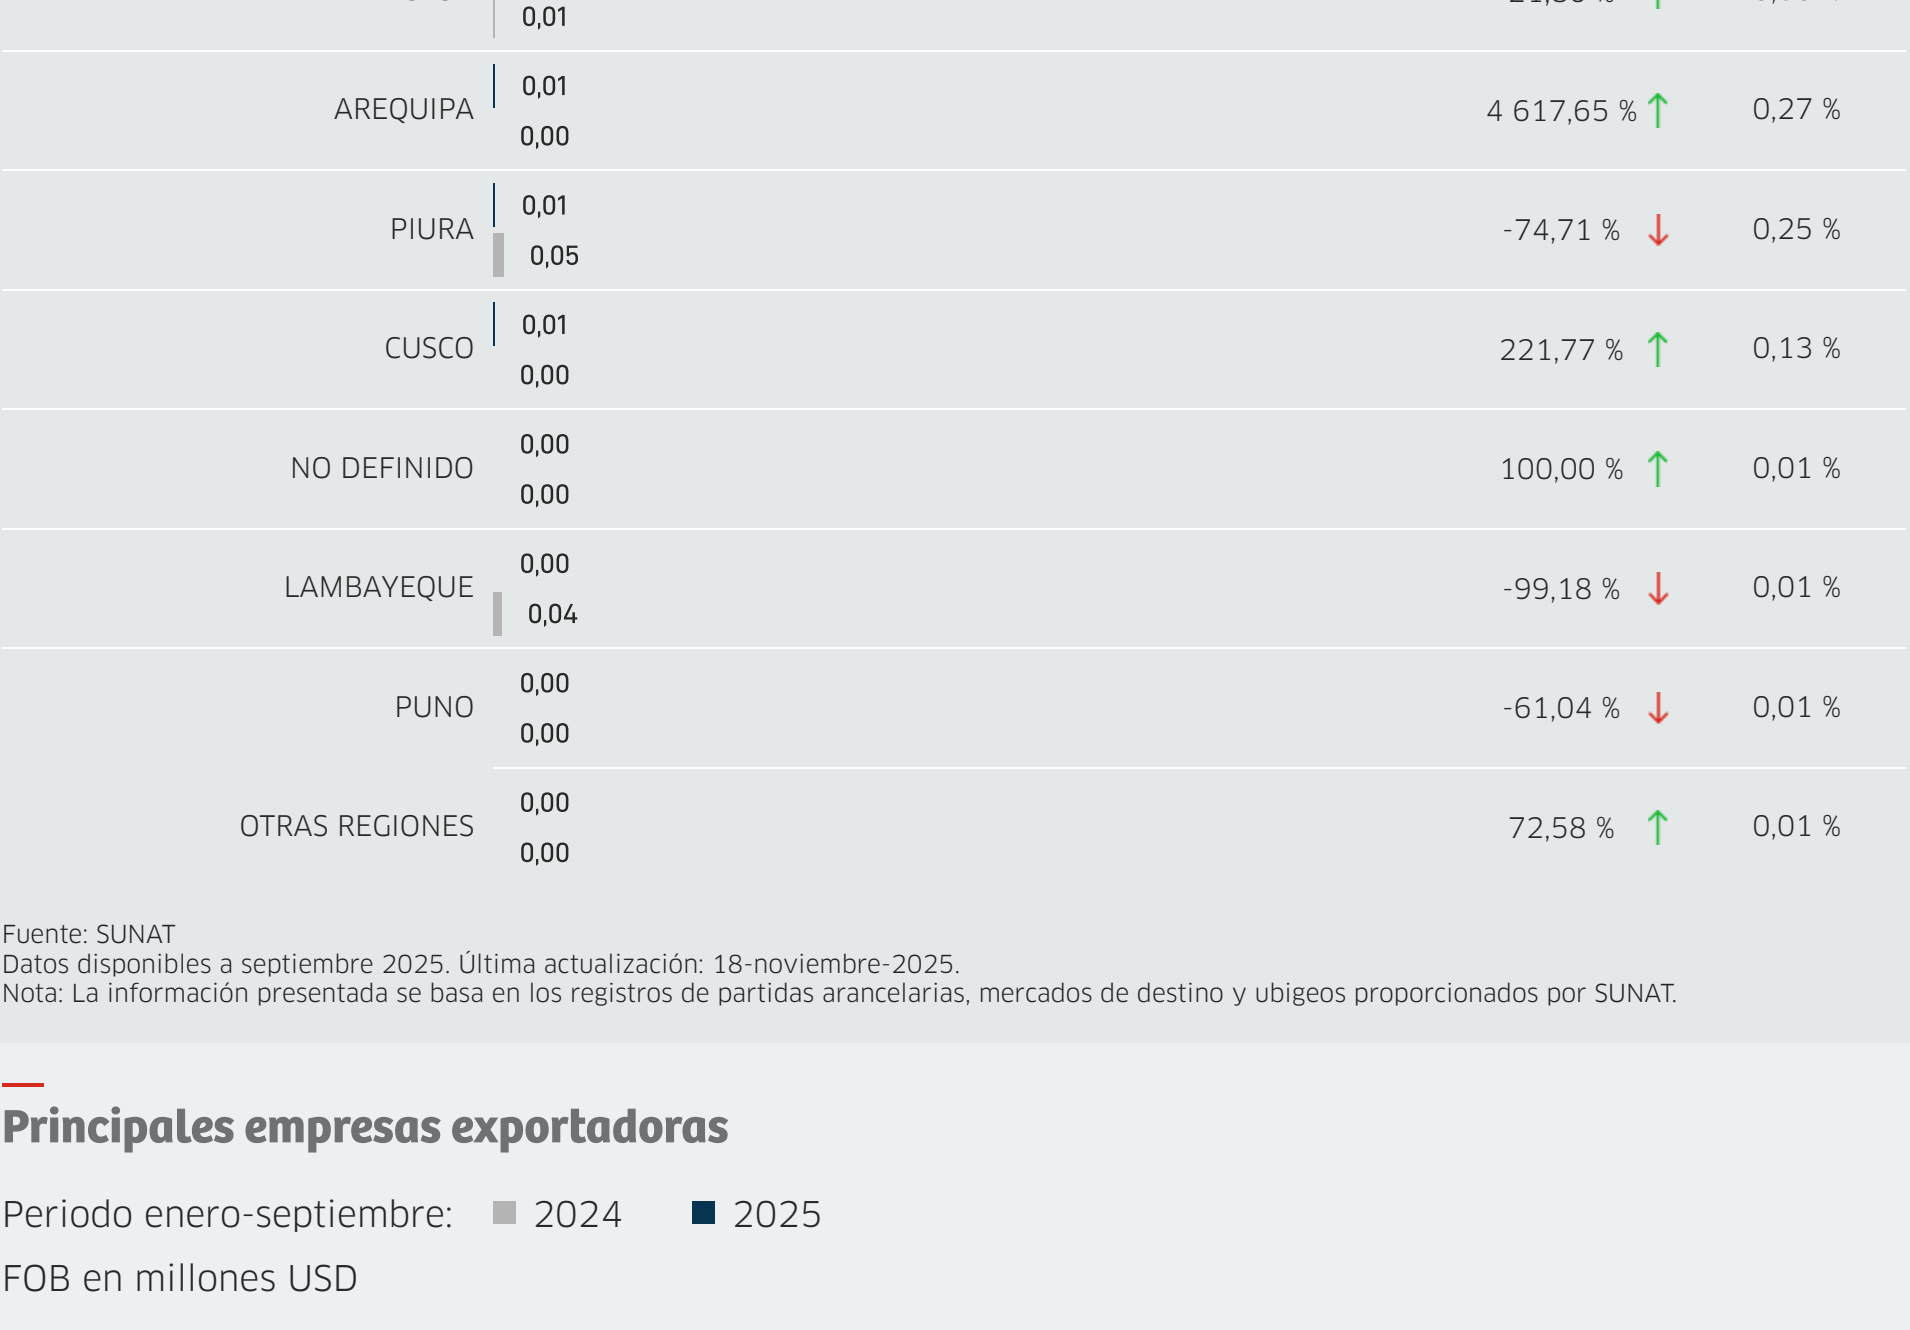 0,01
0,01
AREQUIPA 4 617,65 % 0,27 %
0,00
0,01
PIURA -74,71 % 0,25 %
0,05
0,01
CUSCO 221,77 % 0,13 %
0,00
0,00
NO DEFINIDO 100,00 % 0,01 %
0,00
0,00
LAMBAYEQUE -99,18 % 0,01 %
0,04
0,00
PUNO -61,04 % 0,01 %
0,00
0,00
OTRAS REGIONES 72,58 % 0,01 %
0,00
Fuente: SUNAT
Datos disponibles a septiembre 2025. Última actualización: 18-noviembre-2025.
Nota: La información presentada se basa en los registros de partidas arancelarias, mercados de destino y ubigeos proporcionados por SUNAT.
Principales empresas exportadoras
Periodo enero-septiembre: 2024 2025
FOB en millones USD